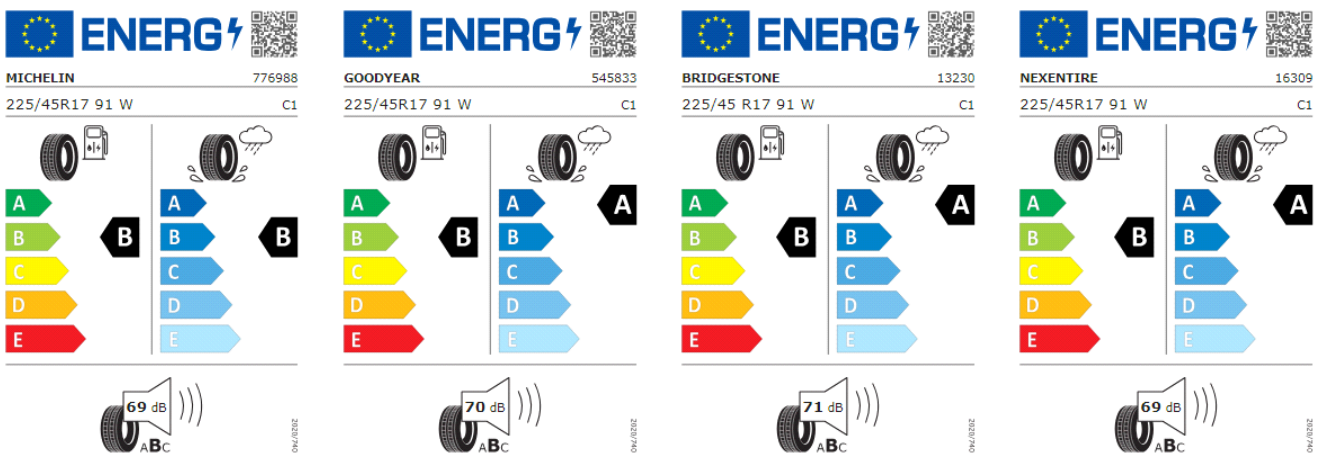 ENERG
MICHELIN 776988
225/45R17 91 W C1
A A
B B B B
C C
D D
E E
69 dB
ABC
2020/740
ENERG
GOODYEAR 545833
225/45R17 91 W C1
A A A
B B B
C C
D D
E E
70 dB
ABC
2020/740
ENERG
BRIDGESTONE 13230
225/45 R17 91 W C1
A A A
B B B
C C
D D
E E
71 dB
ABC
2020/740
ENERG
NEXENTIRE 16309
225/45R17 91 W C1
A A A
B B B
C C
D D
E E
69 dB
ABC
2020/740